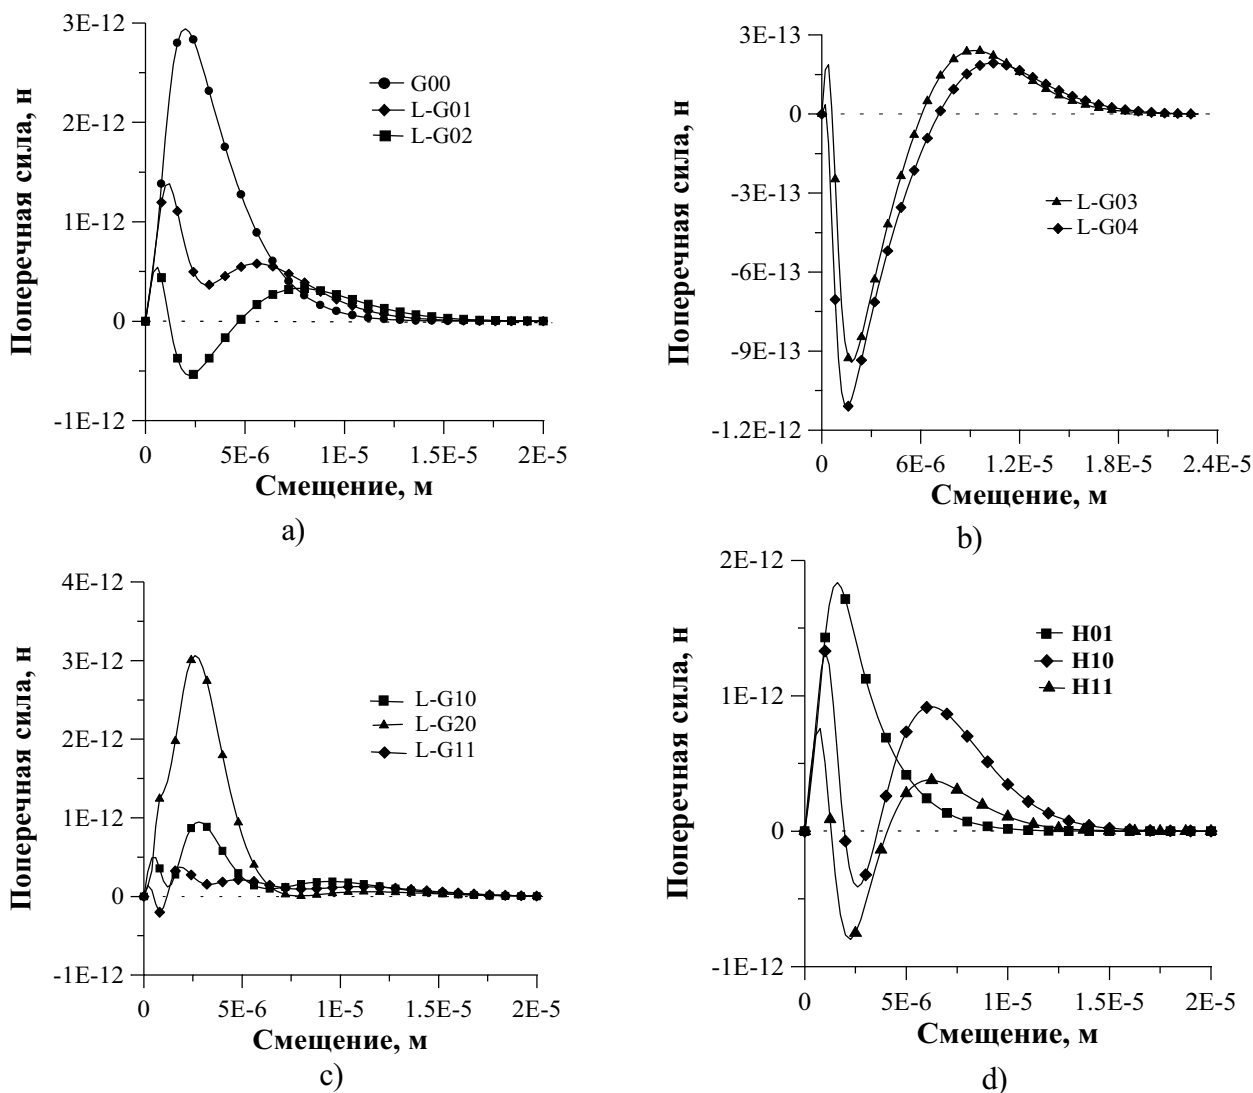 3E-12
2E-12
1E-12
0
-1E-12
Поперечная сила, н
G00
L-G01
L-G02
0
5E-6
1E-5
1.5E-5
2E-5
Смещение, м
a)
3E-13
0
-3E-13
-6E-13
-9E-13
-1.2E-12
Поперечная сила, н
L-G03
L-G04
0
6E-6
1.2E-5
1.8E-5
2.4E-5
Смещение, м
b)
4E-12
3E-12
2E-12
1E-12
0
-1E-12
Поперечная сила, н
L-G10
L-G20
L-G11
0
5E-6
1E-5
1.5E-5
2E-5
Смещение, м
c)
2E-12
1E-12
0
-1E-12
Поперечная сила, н
H01
H10
H11
0
5E-6
1E-5
1.5E-5
2E-5
Смещение, м
d)